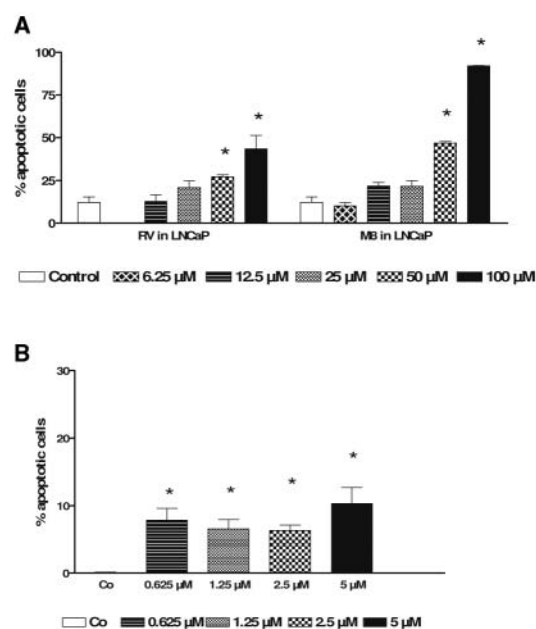 A
% apoptotic cells
100
*
75
*
*
50
*
25
0
RV in LNCaP M8 in LNCaP
Control 6.25 µM 12.5 µM 25 µM 50 µM 100 µM
B
% apoptotic cells
30
20
*
* * *
10
0
Co 0.625 µM 1.25 µM 2.5 µM 5 µM
Co 0.625 µM 1.25 µM 2.5 µM 5 µM